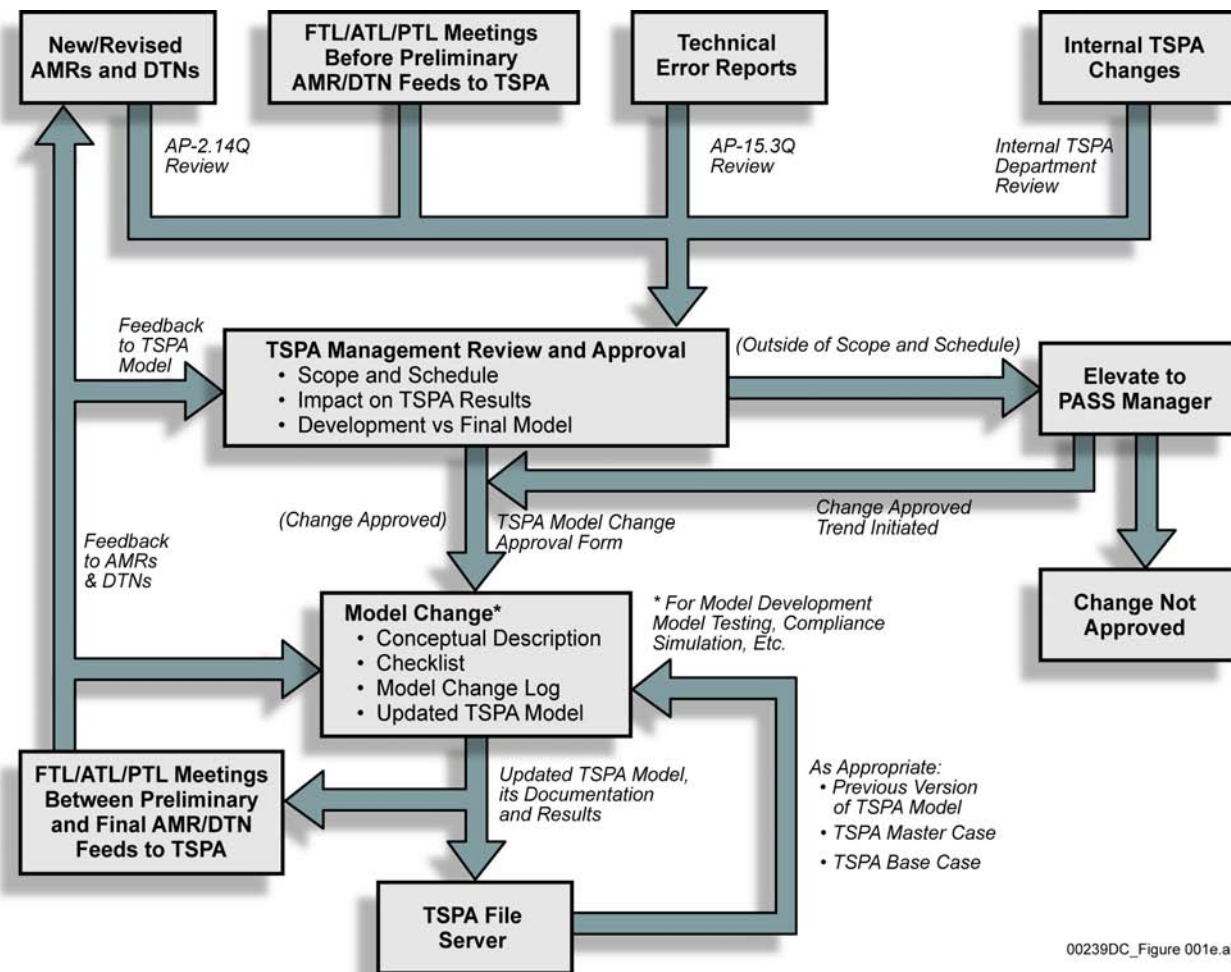 New/Revised
AMRs and DTNs
FTL/ATL/PTL Meetings
Before Preliminary
AMR/DTN Feeds to TSPA
Technical
Error Reports
Internal TSPA
Changes
AP-2.14Q
Review
AP-15.3Q
Review
Internal TSPA
Department
Review
Feedback
to TSPA
Model
TSPA Management Review and Approval
• Scope and Schedule
• Impact on TSPA Results
• Development vs Final Model
(Outside of Scope and Schedule)
Elevate to
PASS Manager
(Change Approved)
TSPA Model Change
Approval Form
Change Approved
Trend Initiated
Feedback
to AMRs
& DTNs
Model Change*
• Conceptual Description
• Checklist
• Model Change Log
• Updated TSPA Model
* For Model Development
Model Testing, Compliance
Simulation, Etc.
Change Not
Approved
FTL/ATL/PTL Meetings
Between Preliminary
and Final AMR/DTN
Feeds to TSPA
Updated TSPA Model,
its Documentation
and Results
As Appropriate:
• Previous Version
of TSPA Model
• TSPA Master Case
• TSPA Base Case
TSPA File
Server
00239DC_Figure 001e.a